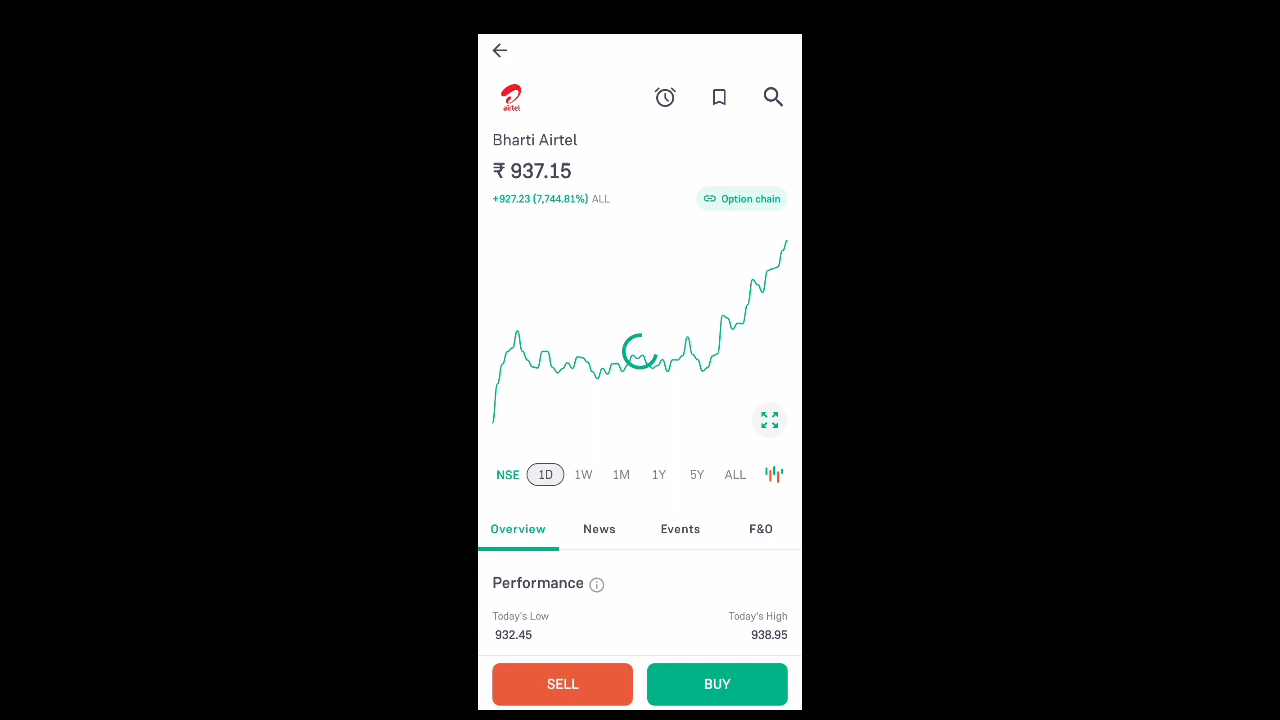 airtel
Bharti Airtel
₹ 937.15
+927.23 (7,744.81%) ALL
Option chain
NSE 1D 1W 1M 1Y 5Y ALL
Overview News Events F&O
Performance
Today's Low Today's High
932.45 938.95
SELL BUY